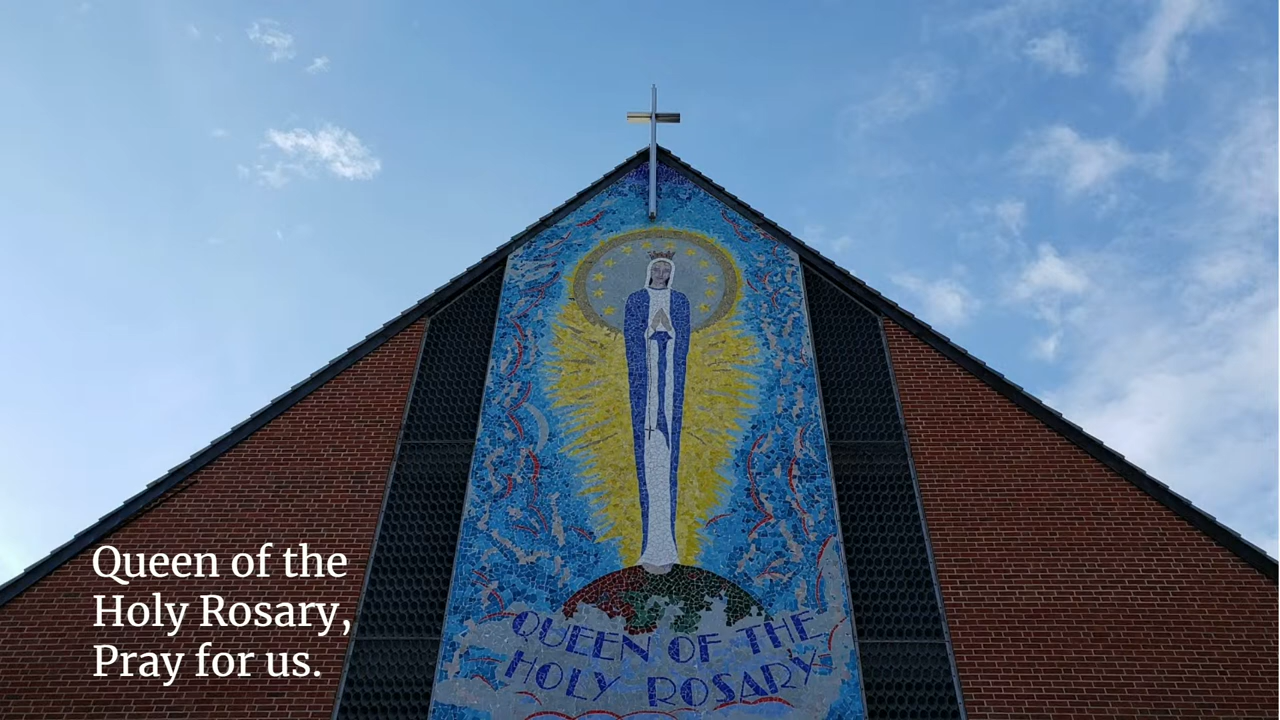 Queen of the
Holy Rosary,
Pray for us.
QUEEN OF THE
HOLY ROSARY